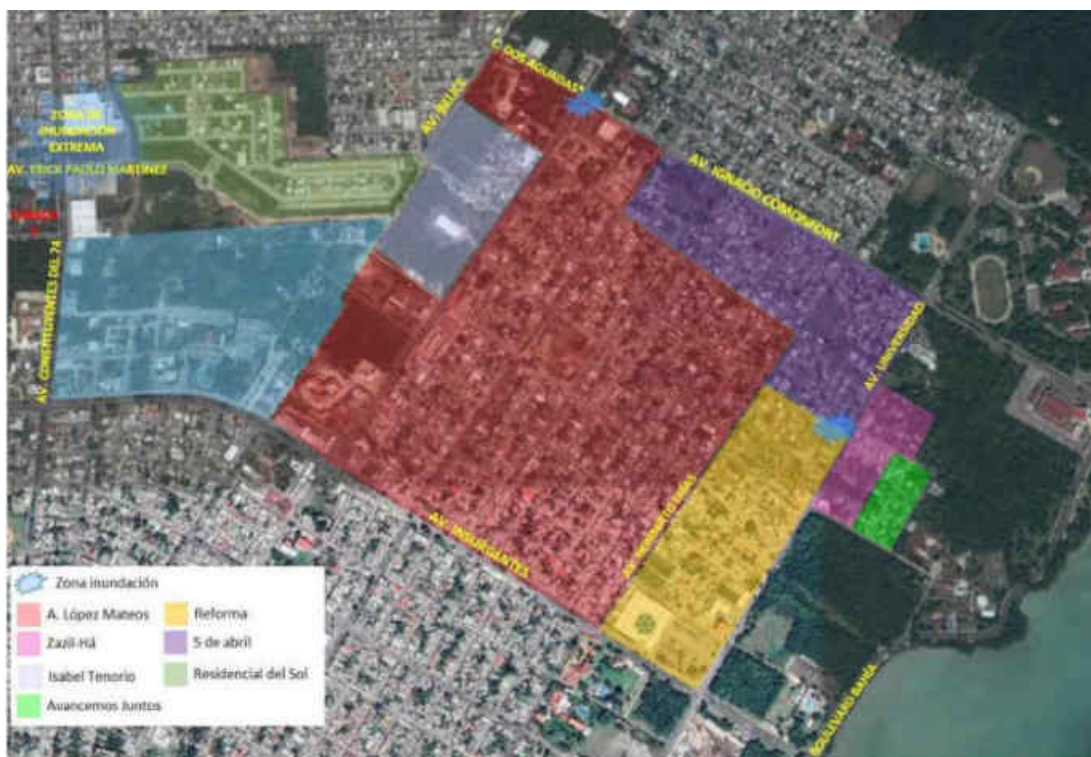 C. DOS AGUADAS
AV. BELICE
ZONA DE
INUNDACIÓN
EXTREMA
AV. ERICK PAOLO MARTÍNEZ
AV. IGNACIO COMONFORT
AV. CONSTITUYENTES DEL 74
AV. UNIVERSIDAD
AV. INSURGENTES
BOULEVARD BAHÍA
Zona inundación
A. López Mateos
Reforma
Zazil-Há
5 de abril
Isabel Tenorio
Residencial del Sol
Avancemos Juntos